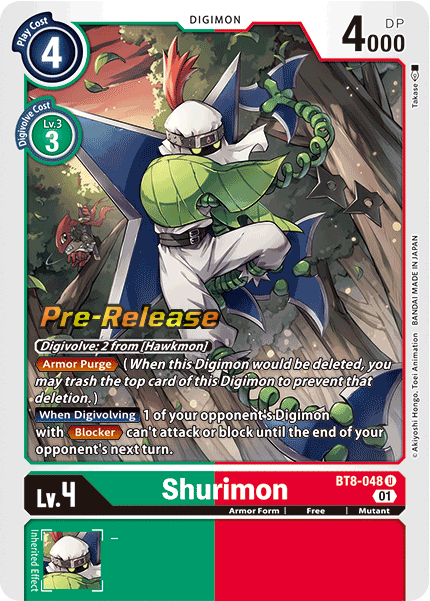 Play Cost
4
DIGIMON
DP
4000
Digivolve Cost
Lv.3
3
Takase
© Akiyoshi Hongo, Toei Animation BANDAI MADE IN JAPAN
Pre-Release
Digivolve: 2 from [Hawkmon]
Armor Purge (When this Digimon would be deleted, you
may trash the top card of this Digimon to prevent that
deletion.)
When Digivolving 1 of your opponent's Digimon
with Blocker can't attack or block until the end of your
opponent's next turn.
Lv.4
Shurimon
BT8-048 U
01
Armor Form | Free | Mutant
Inherited Effect
–